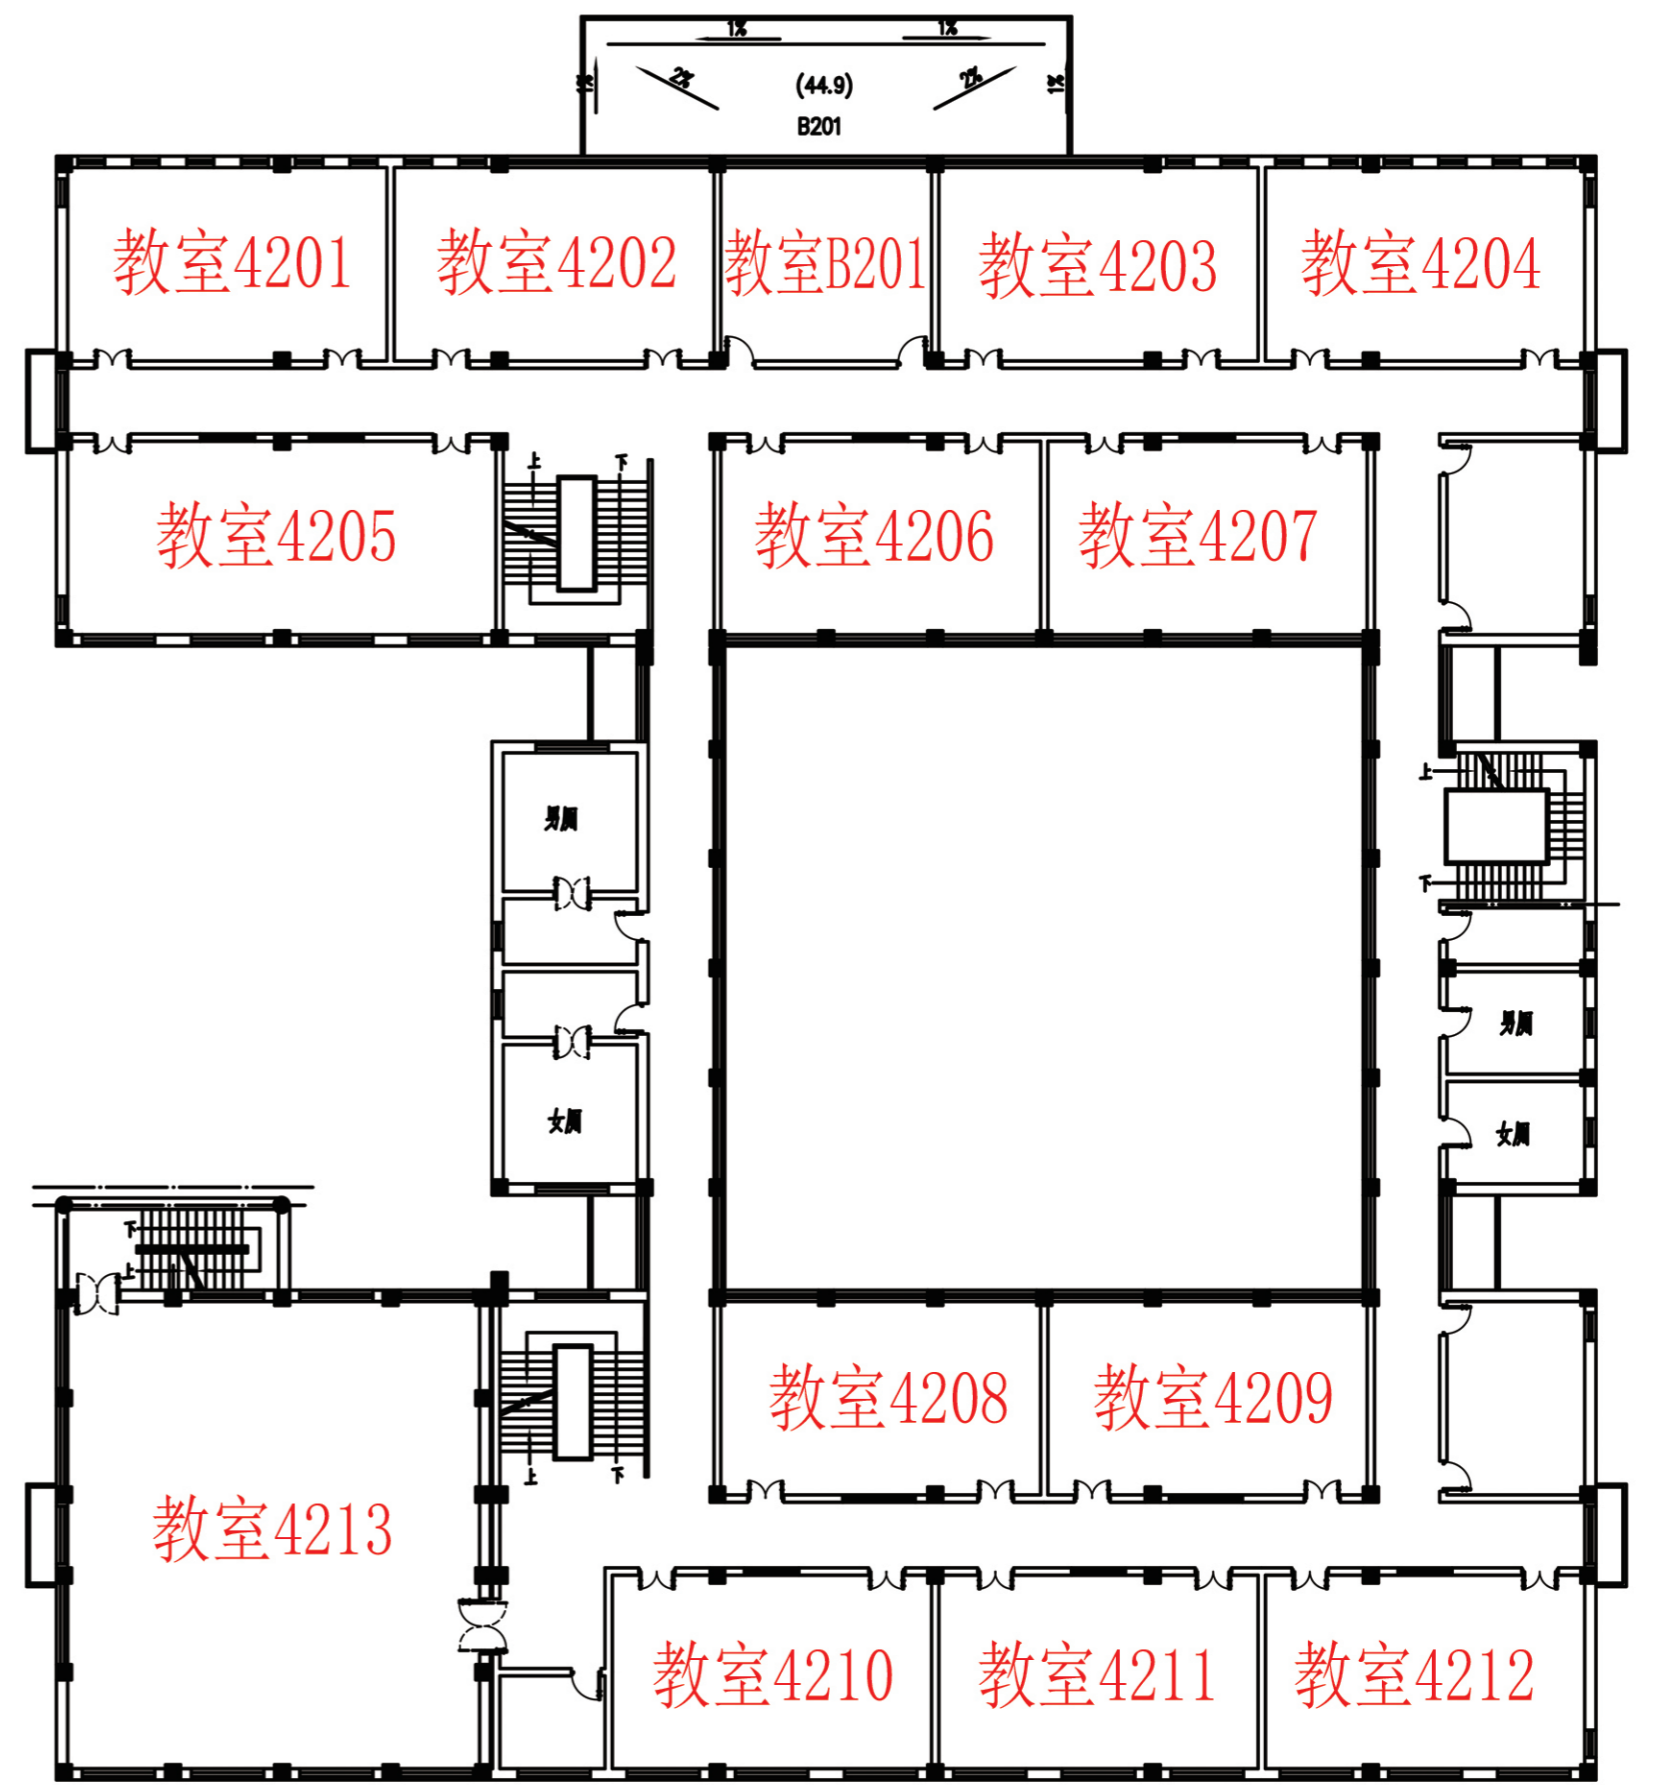 1% 1%
1% 2% (44.9) 2% 1%
B201
教室4201 教室4202 教室B201 教室4203 教室4204
上 下
教室4205 教室4206 教室4207
上
男厕
下
男厕
女厕 女厕
下
上
教室4208 教室4209
上 下
教室4213
教室4210 教室4211 教室4212